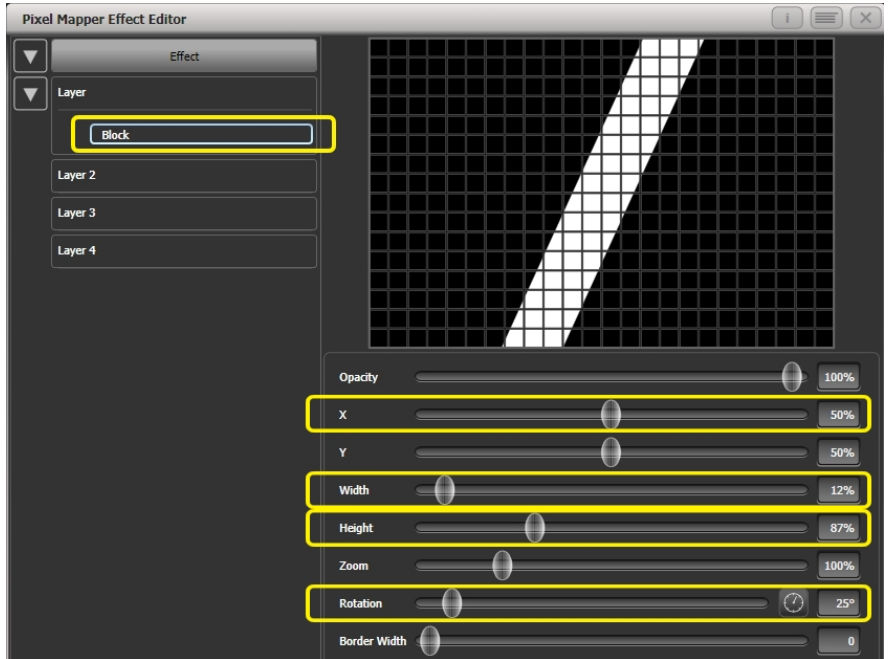 Pixel Mapper Effect Editor
i
Effect
Layer
Block
Layer 2
Layer 3
Layer 4
Opacity 100%
X 50%
Y 50%
Width 12%
Height 87%
Zoom 100%
Rotation 25°
Border Width 0